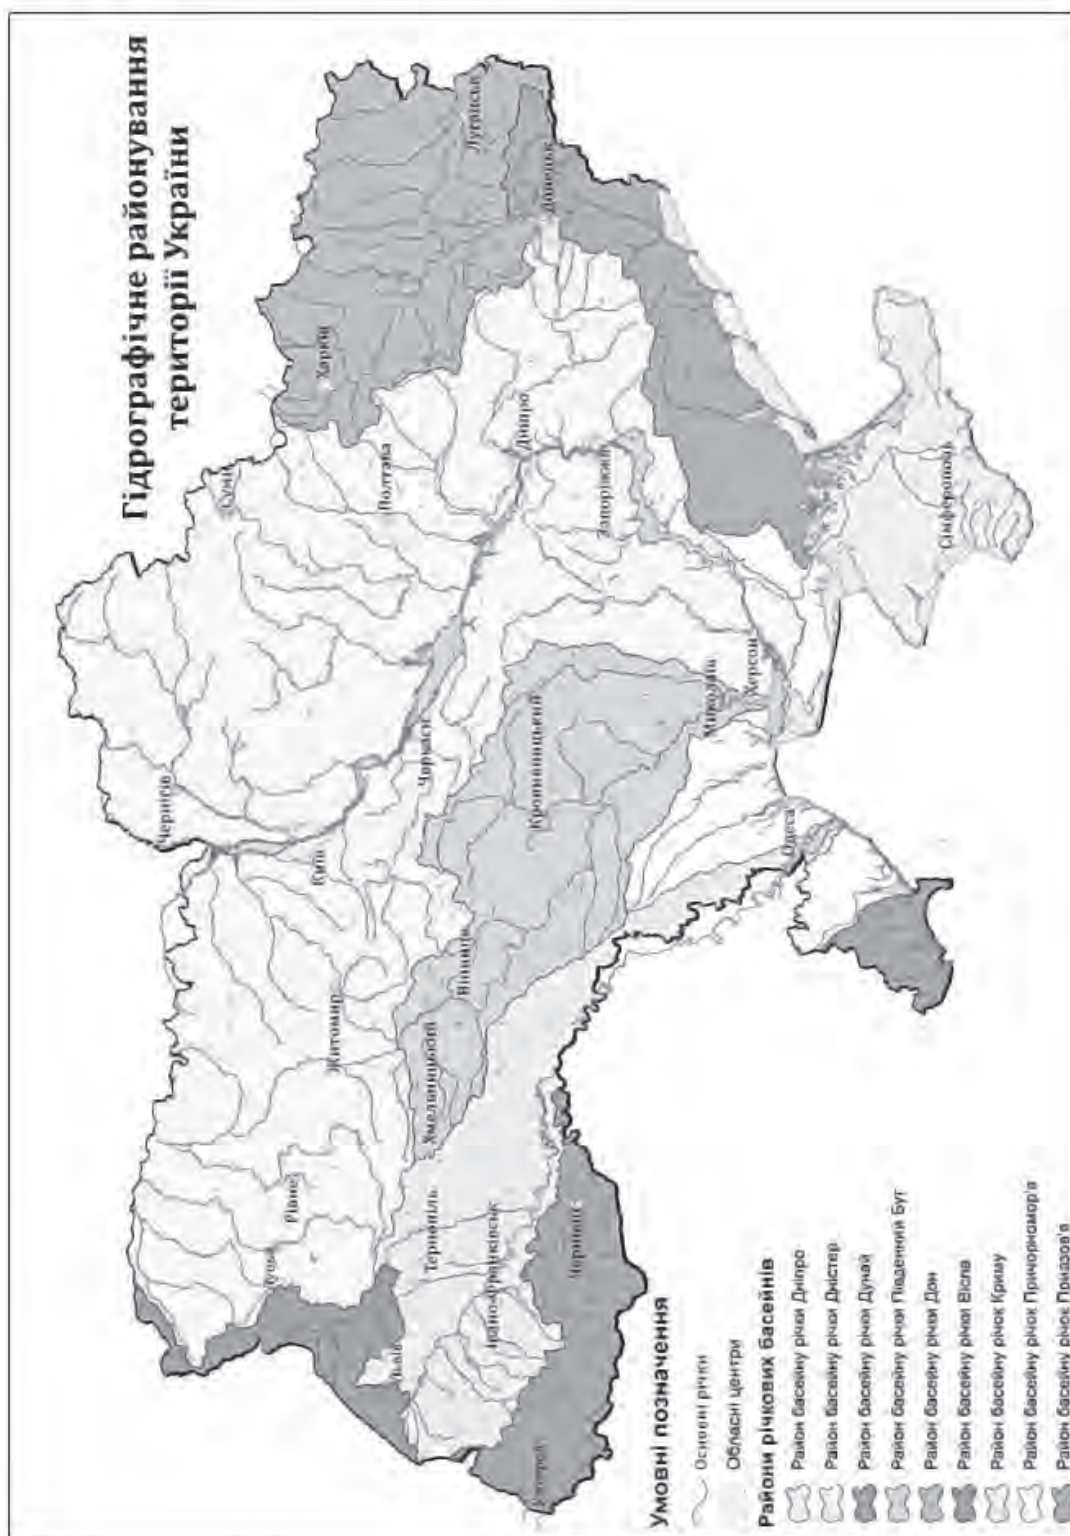 Гідрографічне районування
території України
Чернігів
Суми
Харків
Луганськ
Луцьк
Рівне
Житомир
Київ
Черкаси
Полтава
Дніпро
Донецьк
Львів
Тернопіль
Хмельницький
Вінниця
Кропивницький
Запоріжжя
Івано-Франківськ
Ужгород
Чернівці
Миколаїв
Херсон
Одеса
Сімферополь
Умовні позначення
Основні річки
Обласні центри
Райони річкових басейнів
Район басейну річки Дніпро
Район басейну річки Дністер
Район басейну річки Дунай
Район басейну річки Південний Буг
Район басейну річки Дон
Район басейну річки Вісла
Район басейну річок Криму
Район басейну річок Причорномор'я
Район басейну річок Приазов'я